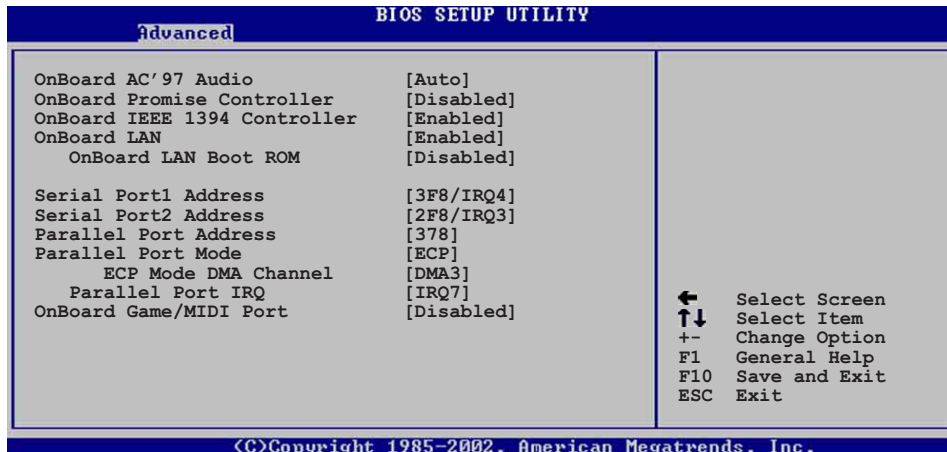 BIOS SETUP UTILITY
Advanced
OnBoard AC'97 Audio [Auto]
OnBoard Promise Controller [Disabled]
OnBoard IEEE 1394 Controller [Enabled]
OnBoard LAN [Enabled]
OnBoard LAN Boot ROM [Disabled]
Serial Port1 Address [3F8/IRQ4]
Serial Port2 Address [2F8/IRQ3]
Parallel Port Address [378]
Parallel Port Mode [ECP]
ECP Mode DMA Channel [DMA3]
Parallel Port IRQ [IRQ7]
OnBoard Game/MIDI Port [Disabled]
← Select Screen
↑↓ Select Item
+- Change Option
F1 General Help
F10 Save and Exit
ESC Exit
(C)Copyright 1985-2002, American Megatrends, Inc.